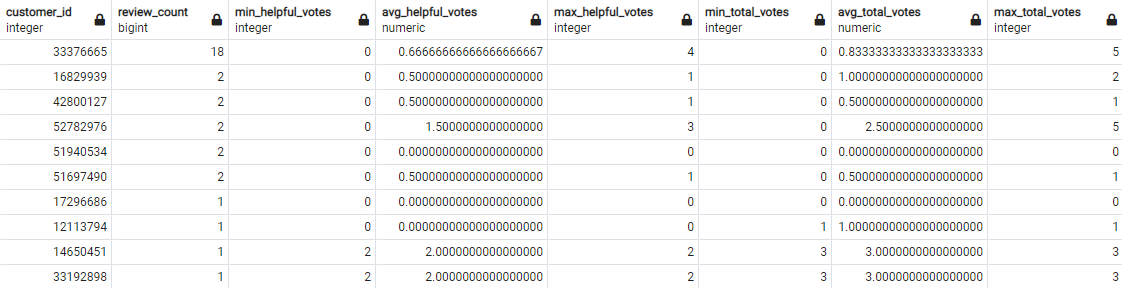 customer_id review_count min_helpful_votes avg_helpful_votes max_helpful_votes min_total_votes avg_total_votes max_total_votes
integer bigint integer numeric integer integer numeric integer
33376665 18 0 0.66666666666666666667 4 0 0.83333333333333333333 5
16829939 2 0 0.50000000000000000000 1 0 1.00000000000000000000 2
42800127 2 0 0.50000000000000000000 1 0 0.50000000000000000000 1
52782976 2 0 1.5000000000000000 3 0 2.5000000000000000 5
51940534 2 0 0.00000000000000000000 0 0 0.00000000000000000000 0
51697490 2 0 0.50000000000000000000 1 0 0.50000000000000000000 1
17296686 1 0 0.00000000000000000000 0 0 0.00000000000000000000 0
12113794 1 0 0.00000000000000000000 0 1 1.00000000000000000000 1
14650451 1 2 2.0000000000000000 2 3 3.0000000000000000 3
33192898 1 2 2.0000000000000000 2 3 3.0000000000000000 3